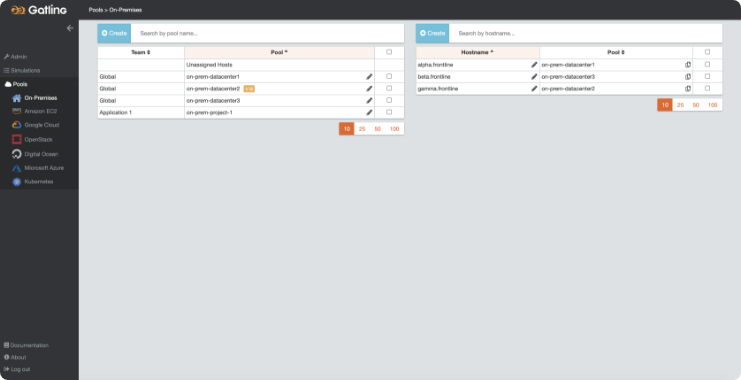 Gatling
Pools » On-Premises
Admin
Simulations
Pools
On-Premises
Amazon EC2
Google Cloud
OpenStack
Digital Ocean
Microsoft Azure
Kubernetes
Documentation
About
Log out
Create Search by pool name...
Team Pool
Unassigned Hosts
Global on-prem-datacenter1
Global on-prem-datacenter2
Global on-prem-datacenter3
Application 1 on-prem-project-1
10 25 50 100
Create Search by hostname...
Hostname Pool
alpha.frontline on-prem-datacenter1
beta.frontline on-prem-datacenter3
gamma.frontline on-prem-datacenter2
10 25 50 100